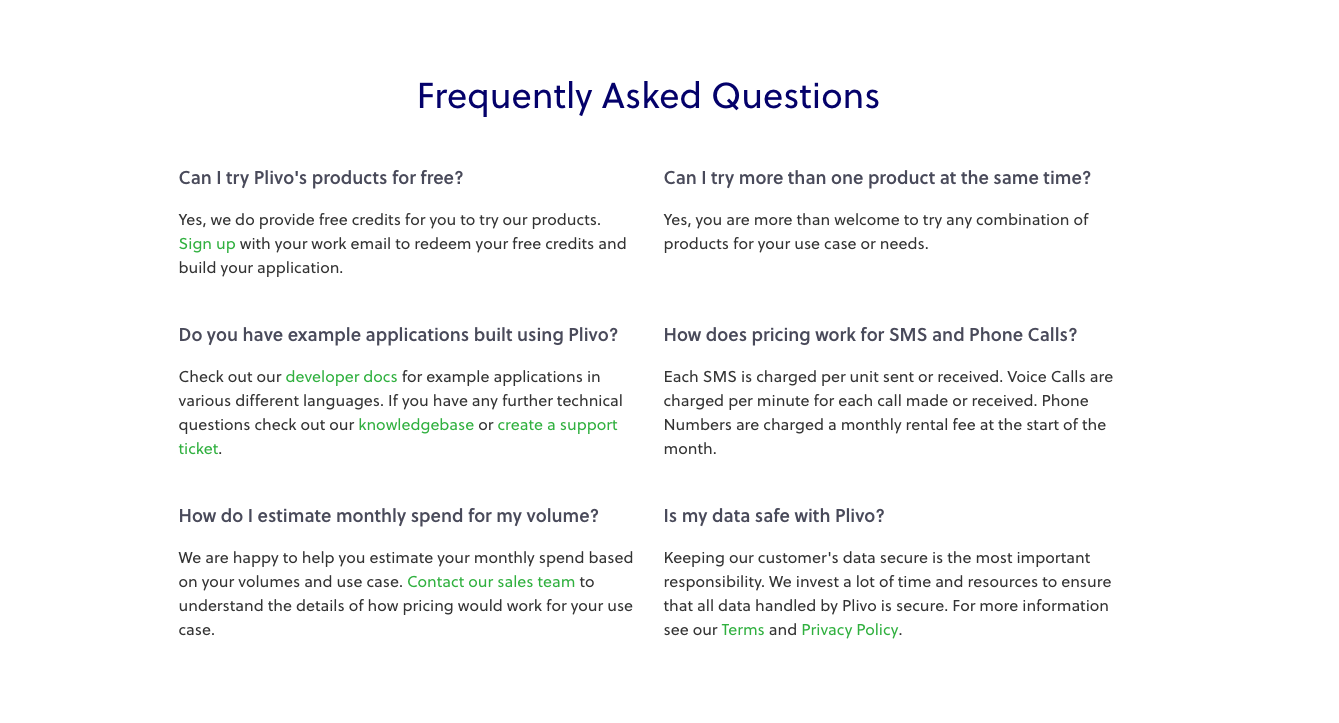 Frequently Asked Questions
Can I try Plivo's products for free?
Yes, we do provide free credits for you to try our products.
Sign up with your work email to redeem your free credits and
build your application.
Can I try more than one product at the same time?
Yes, you are more than welcome to try any combination of
products for your use case or needs.
Do you have example applications built using Plivo?
Check out our developer docs for example applications in
various different languages. If you have any further technical
questions check out our knowledgebase or create a support
ticket.
How does pricing work for SMS and Phone Calls?
Each SMS is charged per unit sent or received. Voice Calls are
charged per minute for each call made or received. Phone
Numbers are charged a monthly rental fee at the start of the
month.
How do I estimate monthly spend for my volume?
We are happy to help you estimate your monthly spend based
on your volumes and use case. Contact our sales team to
understand the details of how pricing would work for your use
case.
Is my data safe with Plivo?
Keeping our customer's data secure is the most important
responsibility. We invest a lot of time and resources to ensure
that all data handled by Plivo is secure. For more information
see our Terms and Privacy Policy.